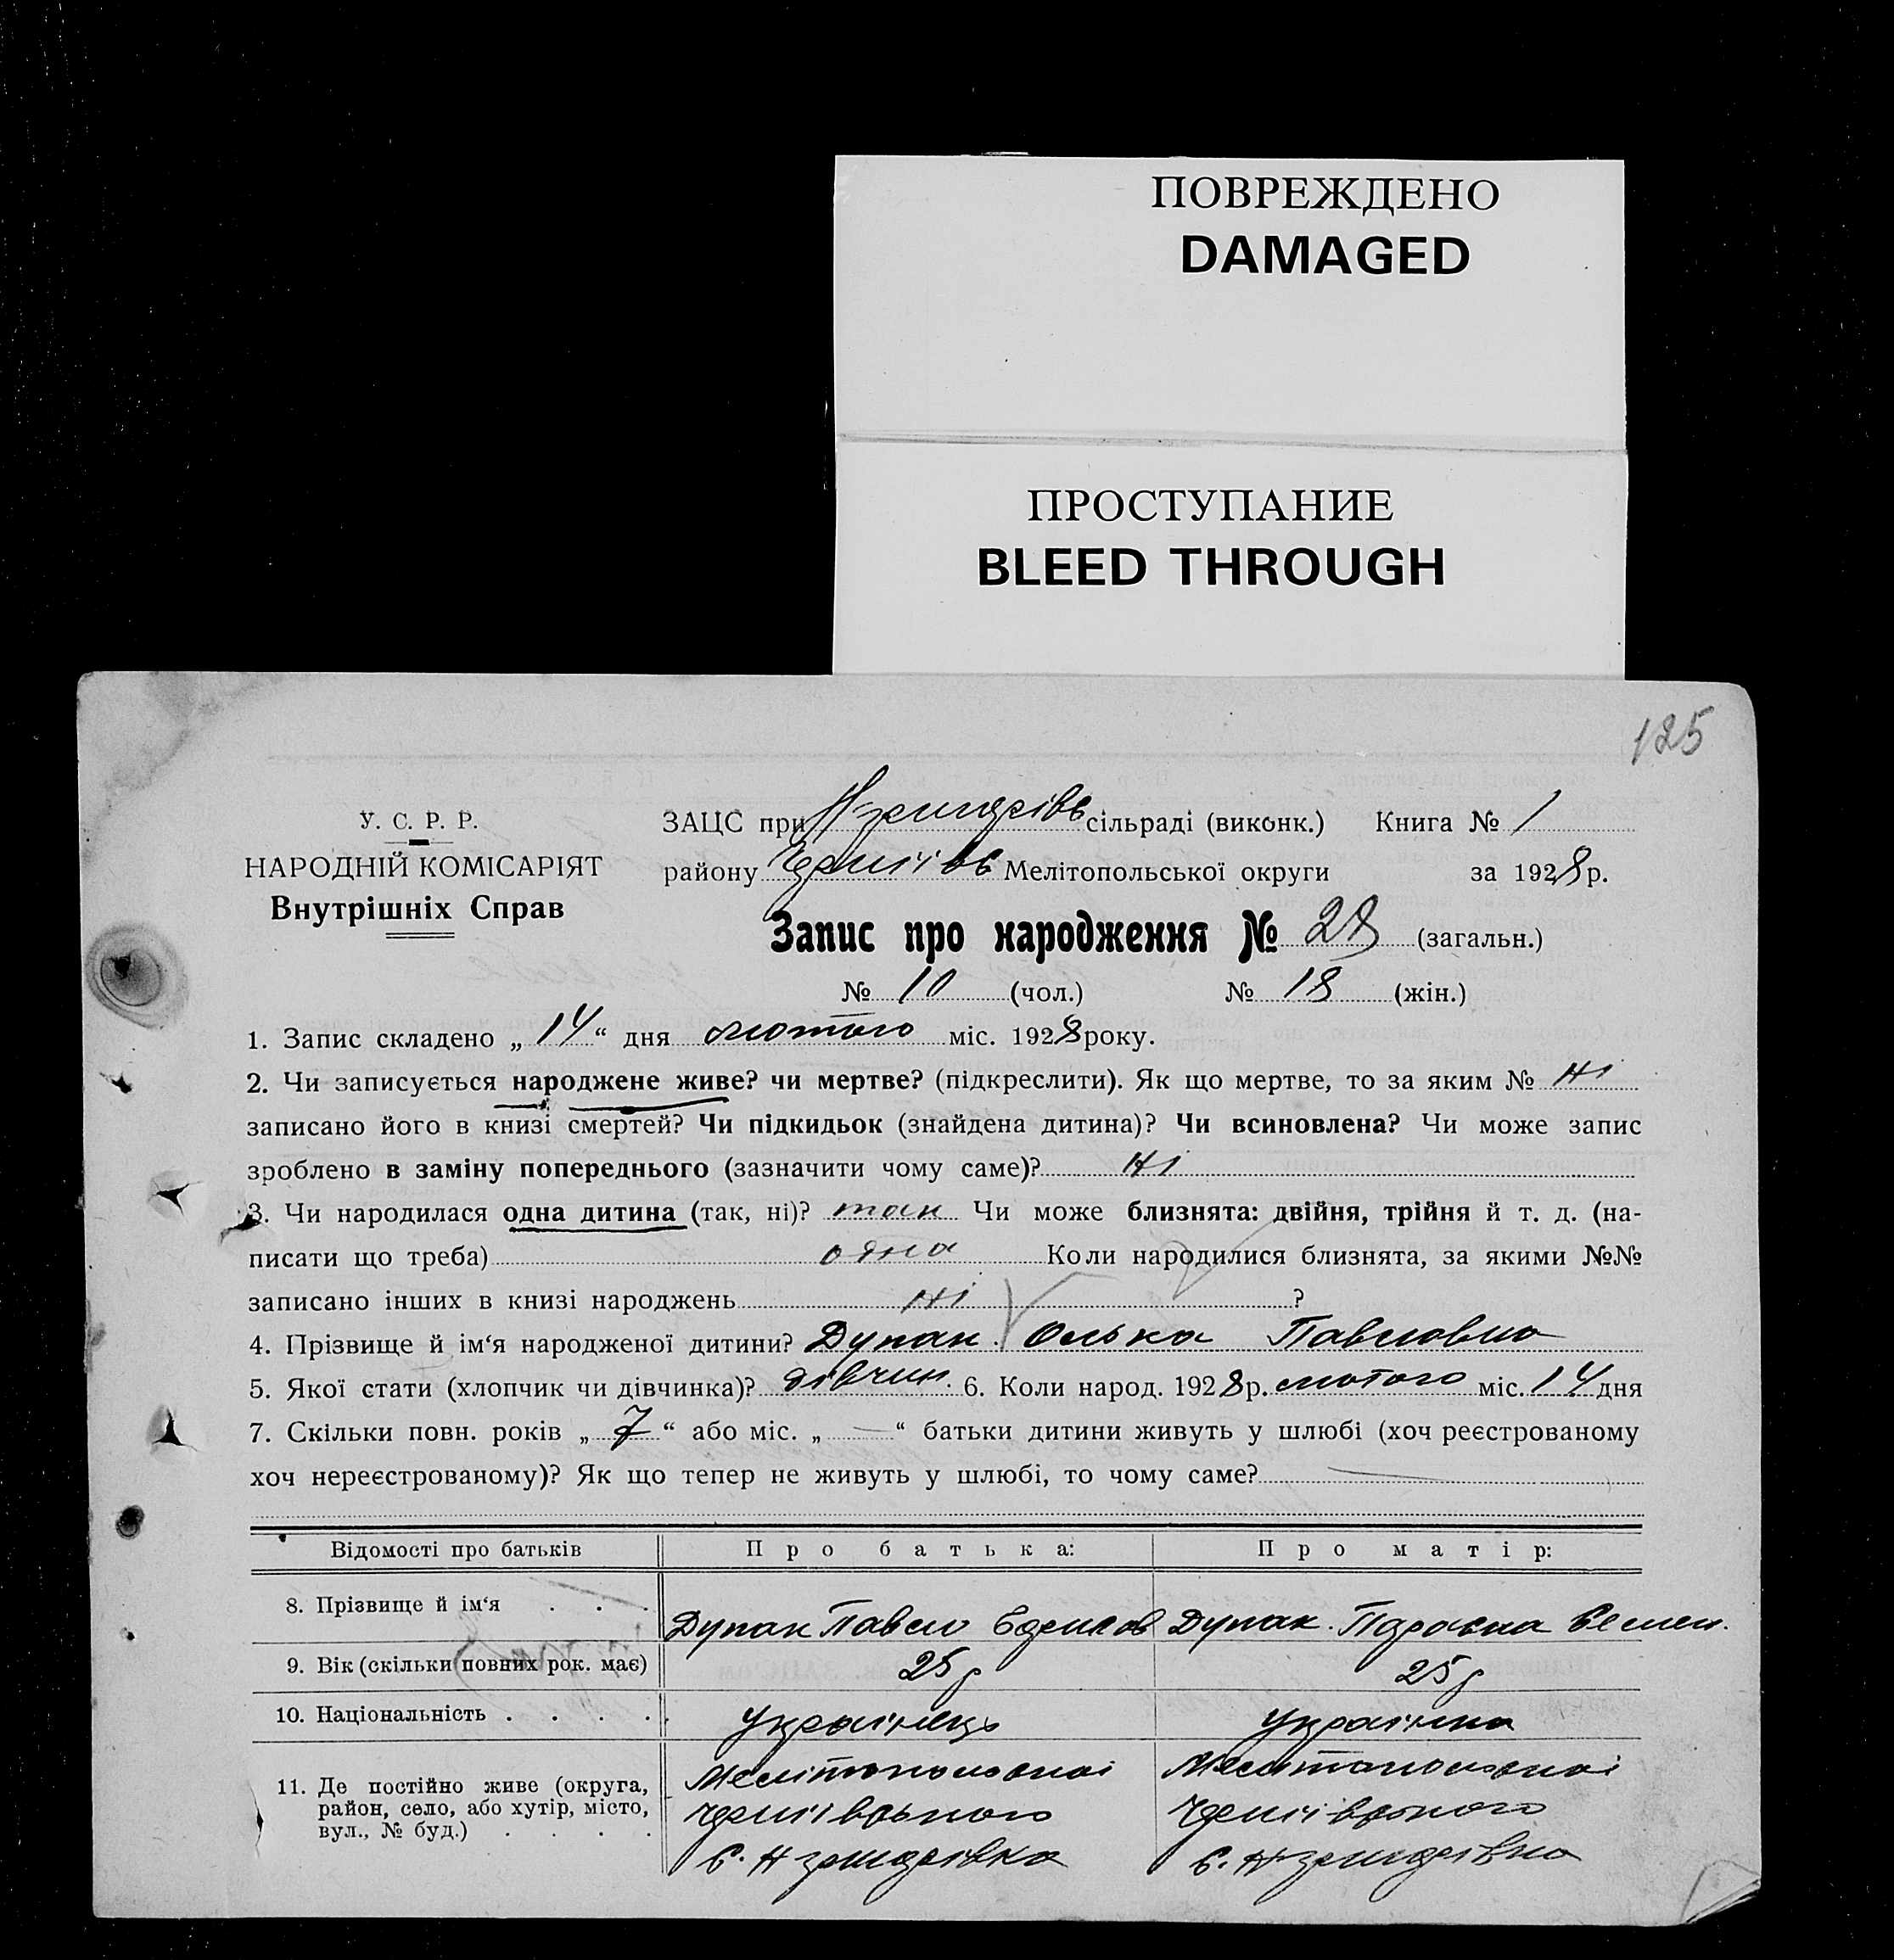 ПОВРЕЖДЕНО
DAMAGED
ПРОСТУПАНИЕ
BLEED THROUGH
125
У. С. Р. Р.
НАРОДНІЙ КОМІСАРІЯТ
Внутрішніх Справ
ЗАЦС при сільраді (виконк.) Книга № 1
району Мелітопольської округи за 1928 р.
Запис про народження № 28 (загальн.)
№ 10 (чол.) № 18 (жін.)
1. Запис складено „ 14 “ дня лютого міс. 1928 року.
2. Чи записується народжене живе? чи мертве? (підкреслити). Як що мертве, то за яким № ні
записано його в книзі смертей? Чи підкидьок (знайдена дитина)? Чи всиновлена? Чи може запис
зроблено в заміну попереднього (зазначити чому саме)? ні
3. Чи народилася одна дитина (так, ні)? так Чи може близнята: двійня, трійня й т. д. (на-
писати що треба) одна Коли народилися близнята, за якими №№
записано інших в книзі народжень ні ?
4. Прізвище й ім‘я народженої дитини? Дупак Олька Павловна
5. Якої стати (хлопчик чи дівчинка)? дівчин. 6. Коли народ. 1928 р. лютого міс. 14 дня
7. Скільки повн. років „ 7 “ або міс. „ — “ батьки дитини живуть у шлюбі (хоч реєстрованому
хоч нереєстрованому)? Як що тепер не живуть у шлюбі, то чому саме? —
Відомості про батьків Про батька: Про матір:
8. Прізвище й ім‘я . . . Дупак Павло Дупак Параска Семен.
9. Вік (скільки повних рок. має) 25 р 25 р
10. Національність . . . . Українець Українка
11. Де постійно живе (округа,
район, село, або хутір, місто,
вул., № буд.) . . . .
Мелітопольскої Мелітопольскої